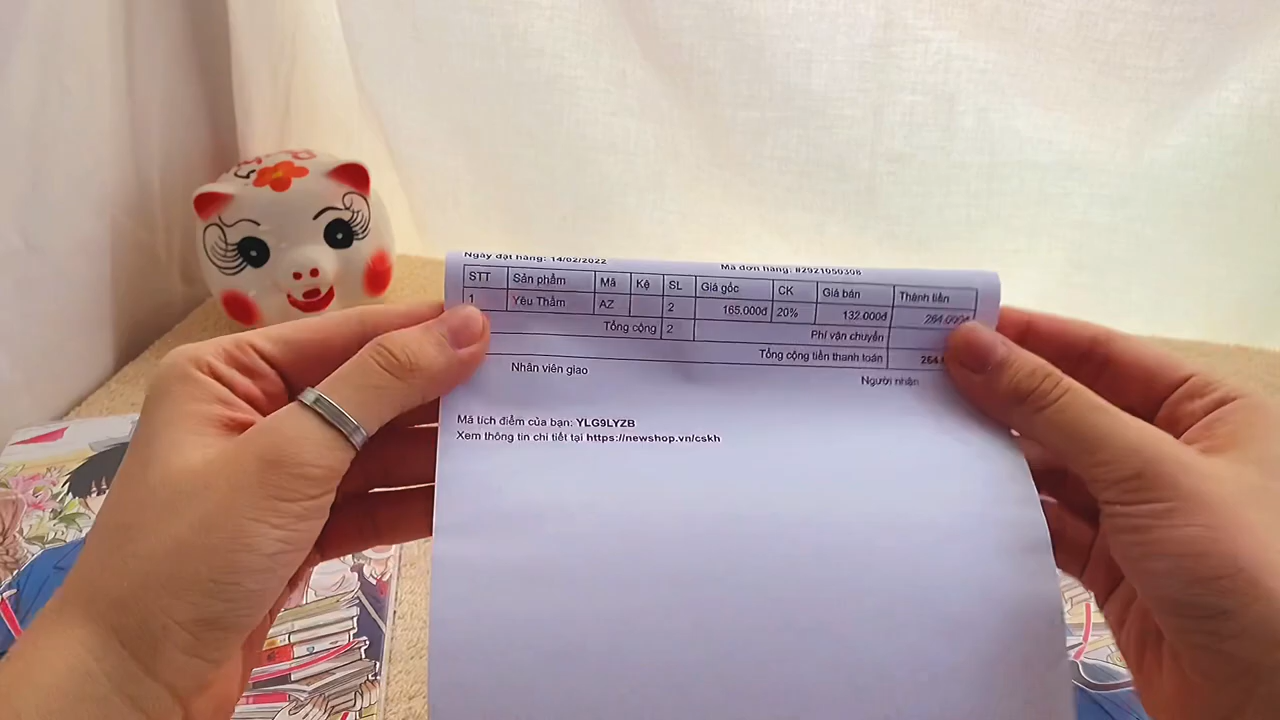 Ngày đặt hàng: 14/02/2022 Mã đơn hàng: #2921050308
STT Sản phẩm Mã Kệ SL Giá gốc CK Giá bán Thành tiền
1 Yêu Thầm AZ 2 165.000đ 20% 132.000đ 264.000đ
Tổng cộng 2 Phí vận chuyển
Tổng cộng tiền thanh toán
Nhân viên giao Người nhận
Mã tích điểm của bạn: YLG9LYZB
Xem thông tin chi tiết tại https://newshop.vn/cskh